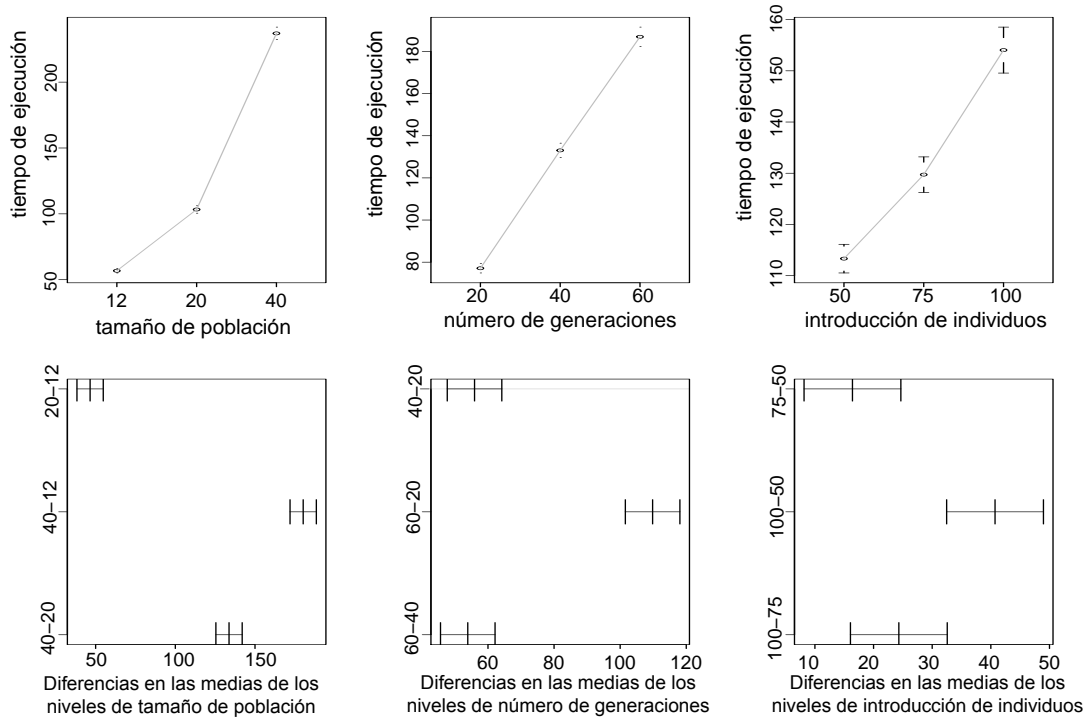 tiempo de ejecución
50 100 150 200
12 20 40
tamaño de población
tiempo de ejecución
80 100 120 140 160 180
20 40 60
número de generaciones
tiempo de ejecución
110 120 130 140 150 160
50 75 100
introducción de individuos
20−12
40−12
40−20
50 100 150
Diferencias en las medias de los
niveles de tamaño de población
40−20
60−20
60−40
60 80 100 120
Diferencias en las medias de los
niveles de número de generaciones
75−50
100−50
100−75
10 20 30 40 50
Diferencias en las medias de los
niveles de introducción de individuos